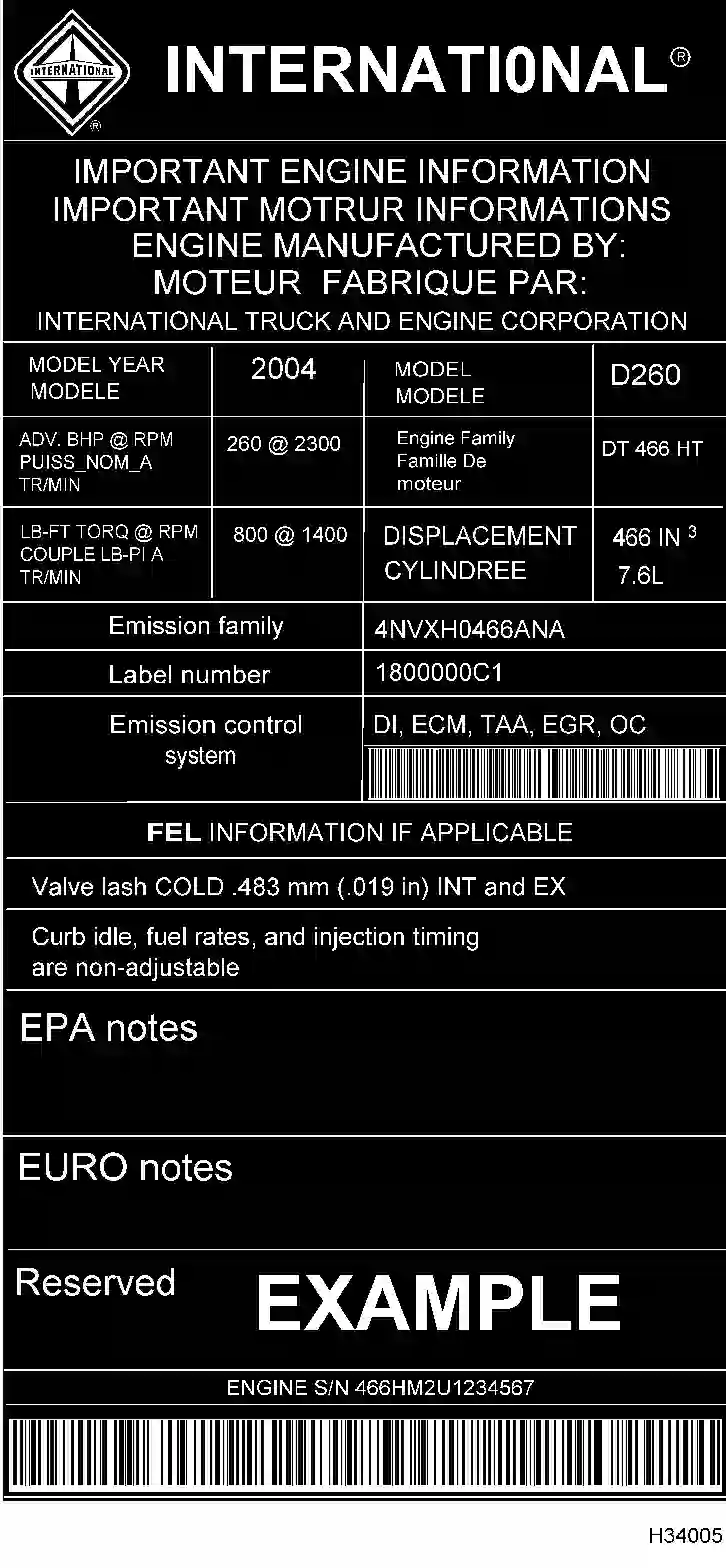 INTERNATIONAL
®
INTERNATI0NAL®
IMPORTANT ENGINE INFORMATION
IMPORTANT MOTRUR INFORMATIONS
ENGINE MANUFACTURED BY:
MOTEUR FABRIQUE PAR:
INTERNATIONAL TRUCK AND ENGINE CORPORATION
MODEL YEAR
MODELE
2004
MODEL
MODELE
D260
ADV. BHP @ RPM
PUISS_NOM_A
TR/MIN
260 @ 2300
Engine Family
Famille De
moteur
DT 466 HT
LB-FT TORQ @ RPM
COUPLE LB-PI A
TR/MIN
800 @ 1400
DISPLACEMENT
CYLINDREE
466 IN 3
7.6L
Emission family
4NVXH0466ANA
Label number
1800000C1
Emission control
system
DI, ECM, TAA, EGR, OC
FEL INFORMATION IF APPLICABLE
Valve lash COLD .483 mm (.019 in) INT and EX
Curb idle, fuel rates, and injection timing
are non-adjustable
EPA notes
EURO notes
Reserved
EXAMPLE
ENGINE S/N 466HM2U1234567
H34005